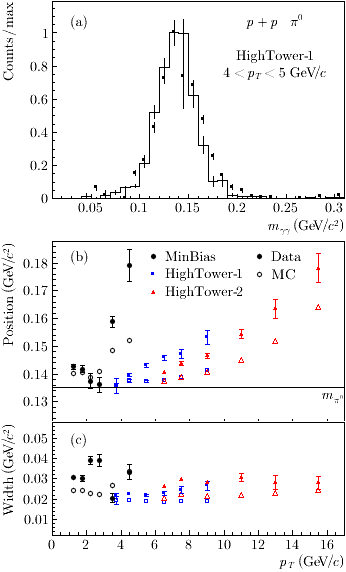 Counts / max
(a)
p + p π⁰
HighTower-1
4 < p_T < 5 GeV/c
1
0.8
0.6
0.4
0.2
0
0.05 0.1 0.15 0.2 0.25 0.3
m_γγ (GeV/c²)
Position (GeV/c²)
(b)
MinBias
Data
HighTower-1
MC
HighTower-2
0.18
0.17
0.16
0.15
0.14
0.13
m_π⁰
Width (GeV/c²)
(c)
0.05
0.04
0.03
0.02
0.01
0 2 4 6 8 10 12 14 16
p_T (GeV/c)